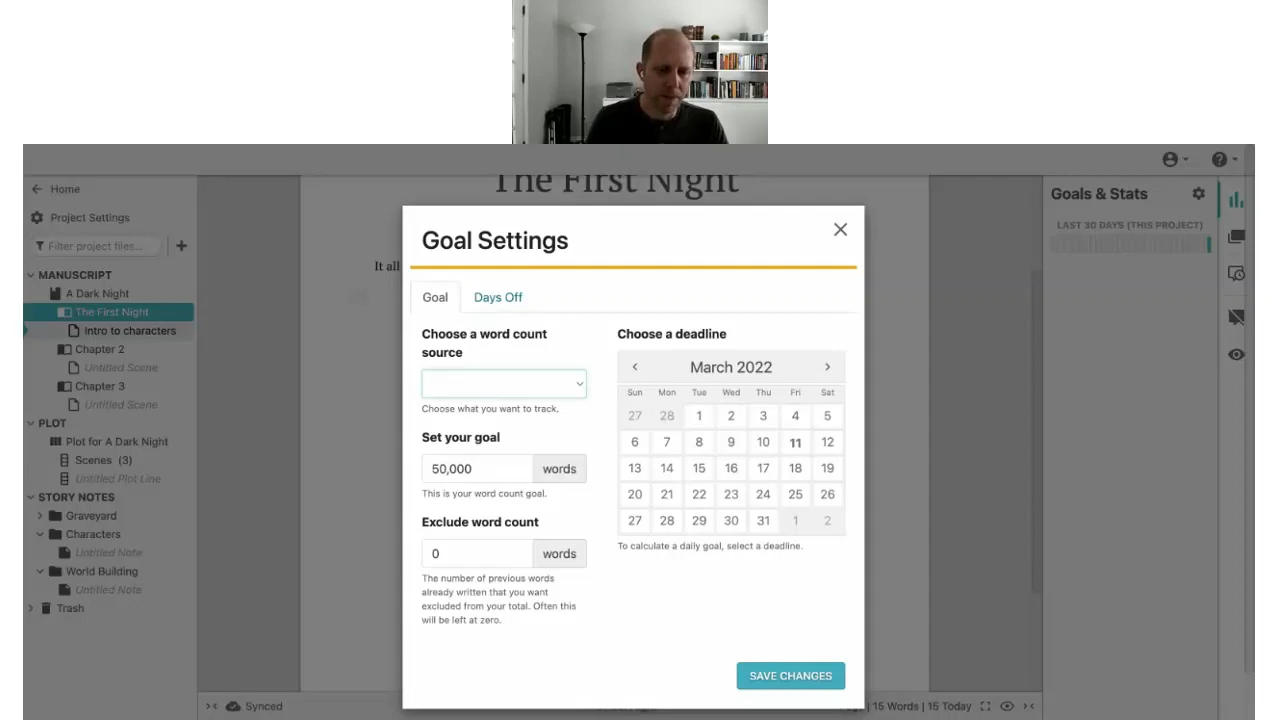 The First Night
Home
Project Settings
Filter project files...
MANUSCRIPT
A Dark Night
The First Night
Intro to characters
Chapter 2
Untitled Scene
Chapter 3
Untitled Scene
PLOT
Plot for A Dark Night
Scenes (3)
Untitled Plot Line
STORY NOTES
Graveyard
Characters
Untitled Note
World Building
Untitled Note
Trash
It all
Goal Settings
Goal
Days Off
Choose a word count
source
Choose what you want to track.
Set your goal
50,000 words
This is your word count goal.
Exclude word count
0 words
The number of previous words
already written that you want
excluded from your total. Often this
will be left at zero.
Choose a deadline
March 2022
Sun Mon Tue Wed Thu Fri Sat
27 28 1 2 3 4 5
6 7 8 9 10 11 12
13 14 15 16 17 18 19
20 21 22 23 24 25 26
27 28 29 30 31 1 2
To calculate a daily goal, select a deadline.
SAVE CHANGES
Goals & Stats
LAST 30 DAYS (THIS PROJECT)
Synced
| 15 Words | 15 Today